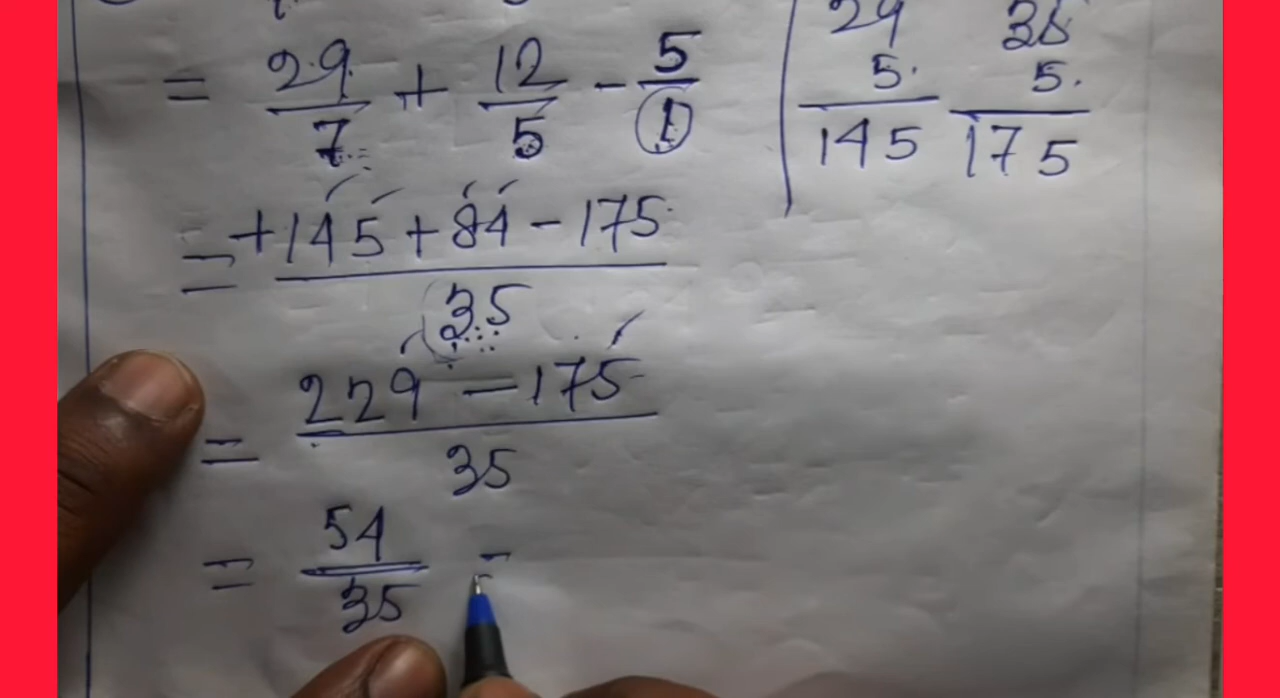 = 29/7 + 12/5 - 5/1
= +145 + 84 - 175 / 35
= 229 - 175 / 35
= 54/35 =
29 35
5. 5.
145 175